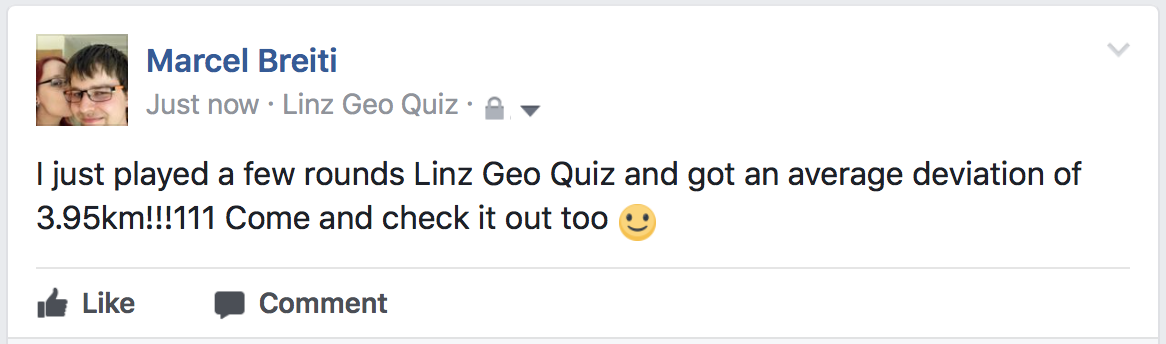 Marcel Breiti
Just now · Linz Geo Quiz ·
I just played a few rounds Linz Geo Quiz and got an average deviation of
3.95km!!!111 Come and check it out too 🙂
Like Comment